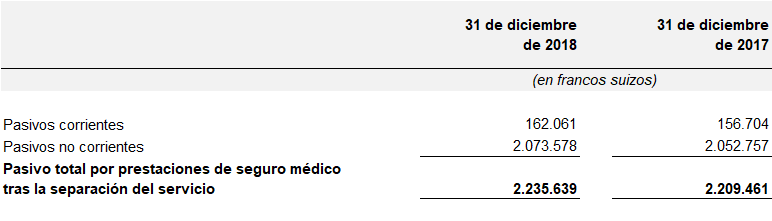 31 de diciembre 31 de diciembre
de 2018 de 2017
(en francos suizos)
Pasivos corrientes 162.061 156.704
Pasivos no corrientes 2.073.578 2.052.757
Pasivo total por prestaciones de seguro médico
tras la separación del servicio 2.235.639 2.209.461